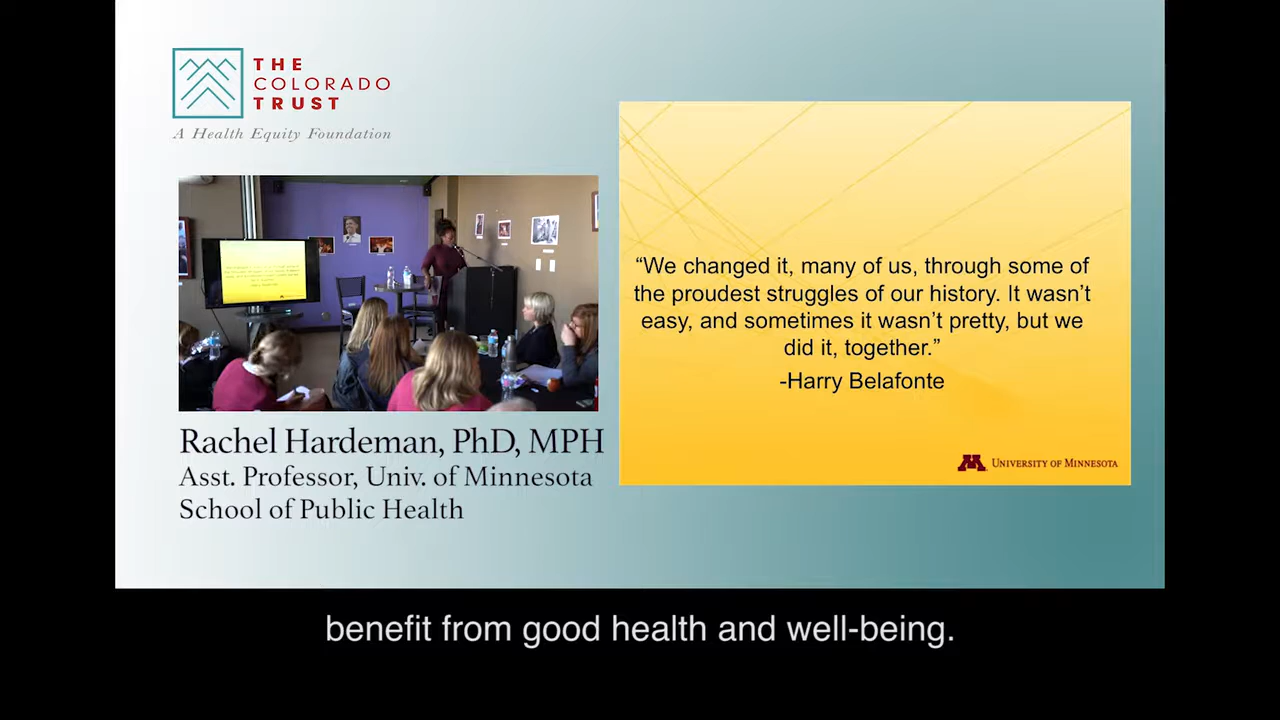 THE
COLORADO
TRUST
A Health Equity Foundation
“We changed it, many of us, through some of
the proudest struggles of our history. It wasn’t
easy, and sometimes it wasn’t pretty, but we
did it, together.”
-Harry Belafonte
UNIVERSITY OF MINNESOTA
Rachel Hardeman, PhD, MPH
Asst. Professor, Univ. of Minnesota
School of Public Health
benefit from good health and well-being.